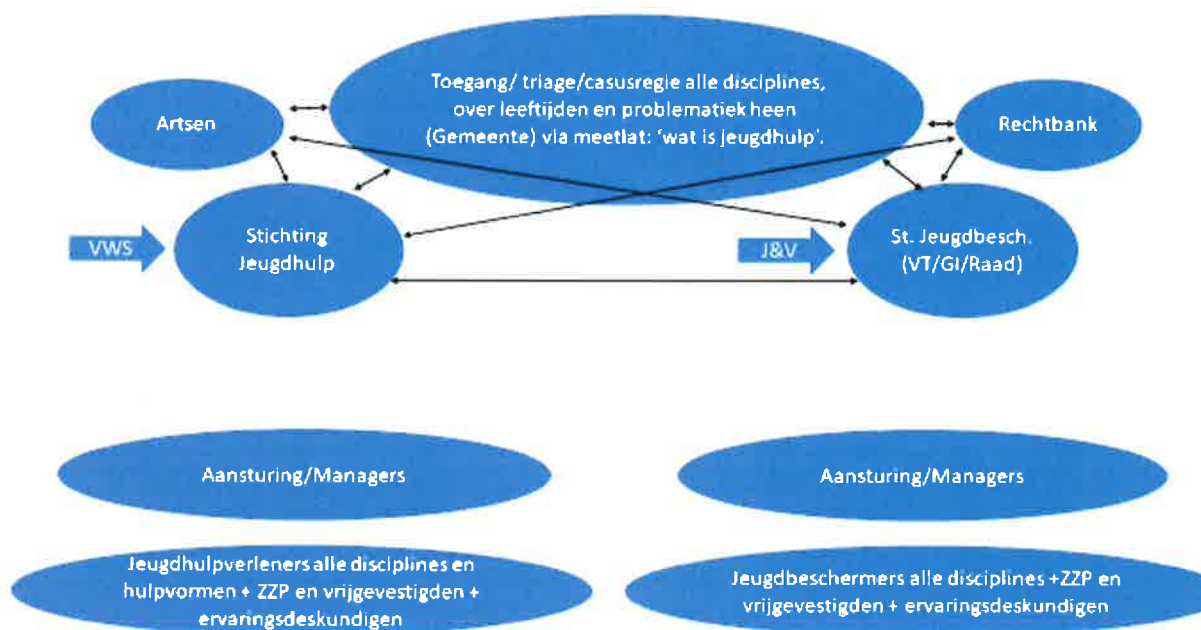 Toegang/ triage/casusregie alle disciplines,
over leeftijden en problematiek heen
(Gemeente) via meetlat: ‘wat is jeugdhulp’.
Artsen
Rechtbank
VWS
Stichting
Jeugdhulp
J&V
St. Jeugdbesch.
(VT/GI/Raad)
Aansturing/Managers
Aansturing/Managers
Jeugdhulpverleners alle disciplines en
hulpvormen + ZZP en vrijgevestigden +
ervaringsdeskundigen
Jeugdbeschermers alle disciplines +ZZP en
vrijgevestigden + ervaringsdeskundigen